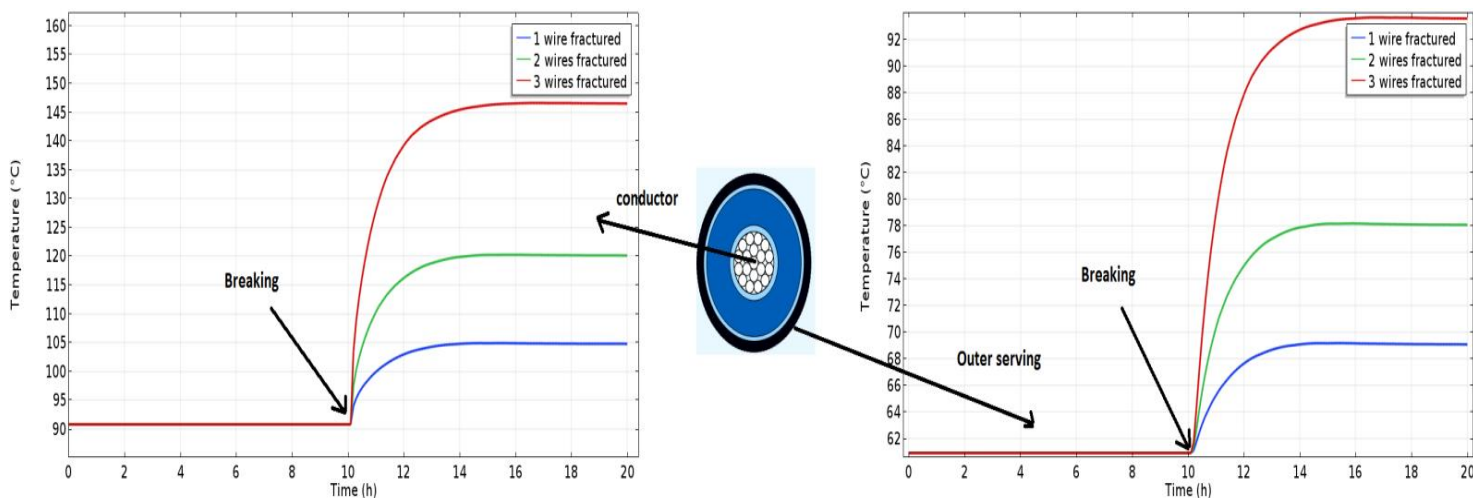 160
155
150
145
140
135
130
125
120
115
110
105
100
95
90
Temperature (°C)
0 2 4 6 8 10 12 14 16 18 20
Time (h)
1 wire fractured
2 wires fractured
3 wires fractured
Breaking
conductor
Outer serving
92
90
88
86
84
82
80
78
76
74
72
70
68
66
64
62
Temperature (°C)
0 2 4 6 8 10 12 14 16 18 20
Time (h)
1 wire fractured
2 wires fractured
3 wires fractured
Breaking